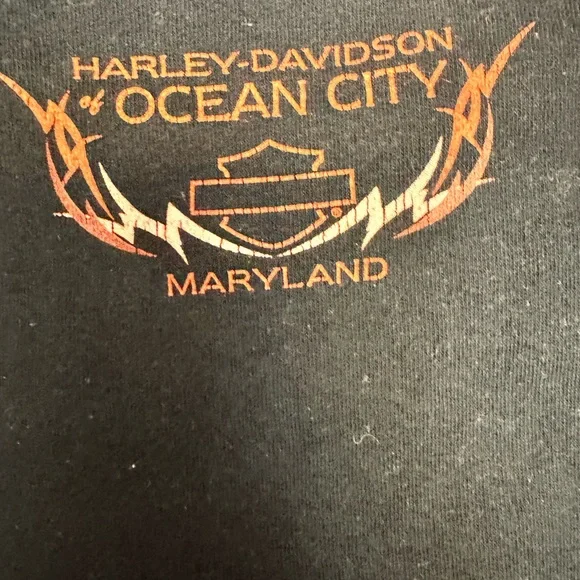 HARLEY-DAVIDSON
of OCEAN CITY
®
MARYLAND